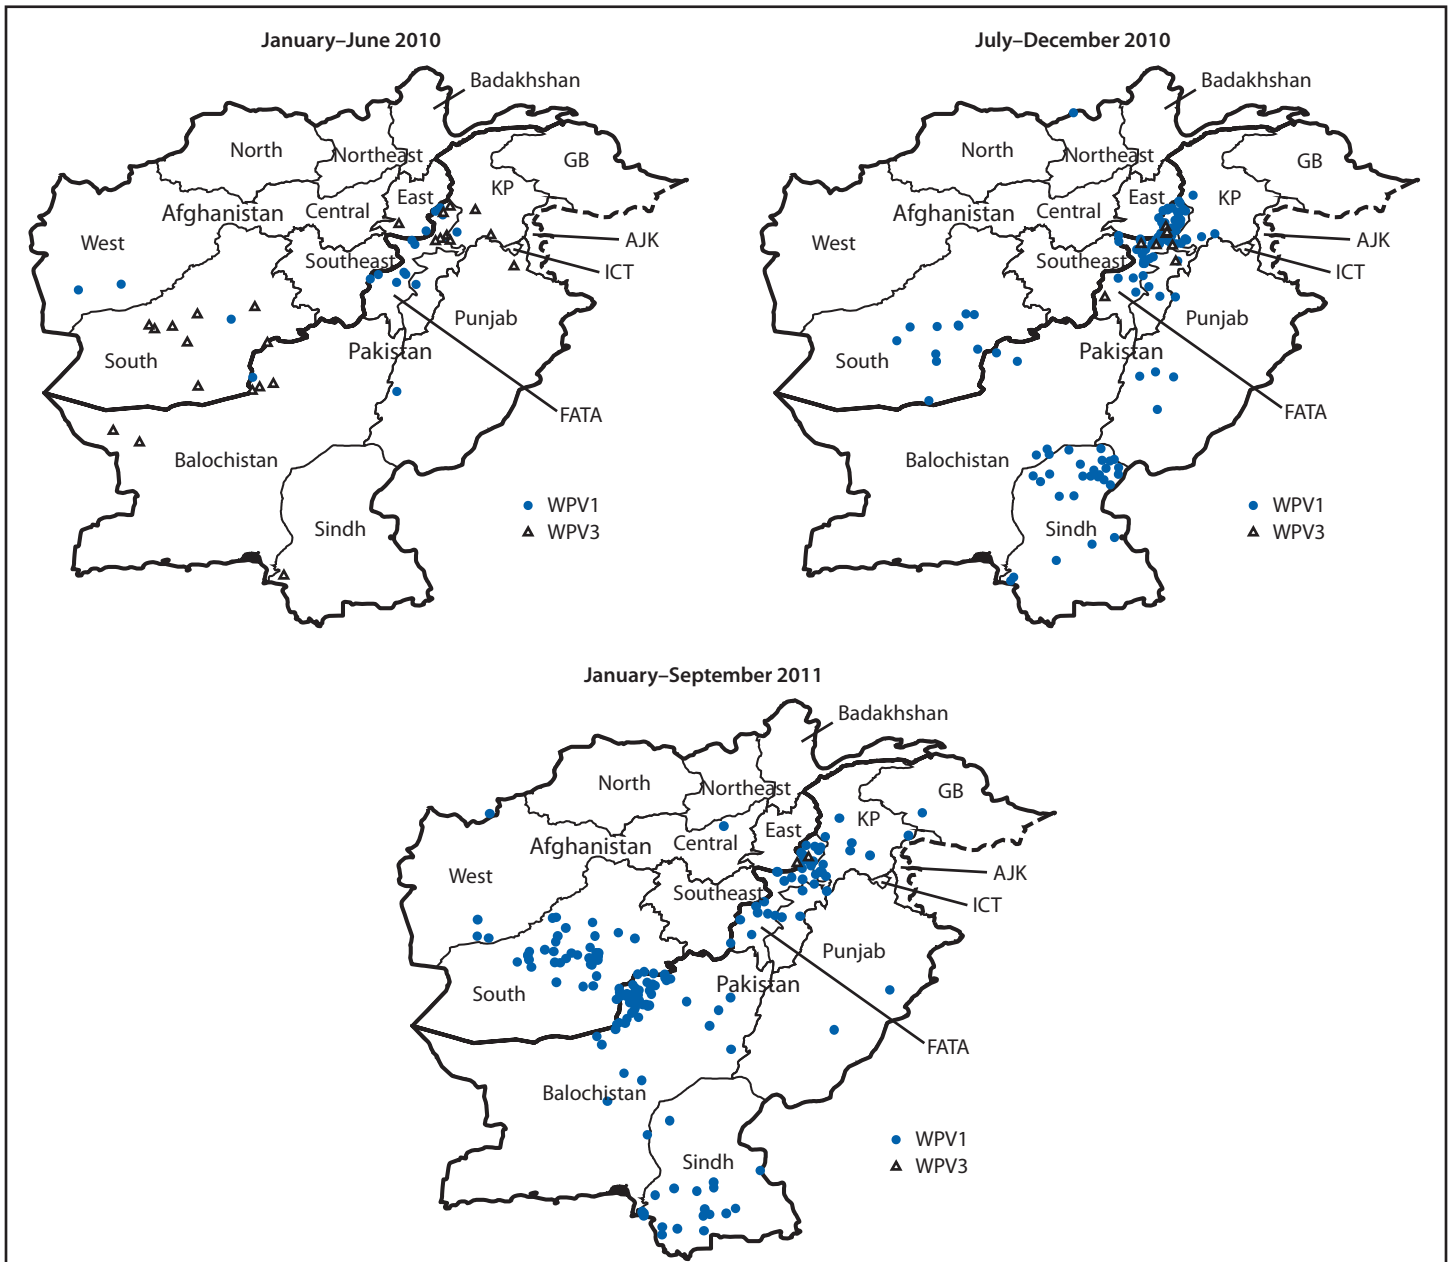 January–June 2010
Badakhshan
North
Northeast
GB
East
KP
Afghanistan
Central
West
AJK
Southeast
ICT
Punjab
South
Pakistan
FATA
Balochistan
WPV1
Sindh
WPV3
July–December 2010
Badakhshan
North
Northeast
GB
East
KP
Afghanistan
Central
West
AJK
Southeast
ICT
Punjab
South
Pakistan
FATA
Balochistan
WPV1
Sindh
WPV3
January–September 2011
Badakhshan
North
Northeast
GB
East
KP
Afghanistan
Central
West
AJK
Southeast
ICT
Punjab
South
Pakistan
FATA
Balochistan
WPV1
Sindh
WPV3